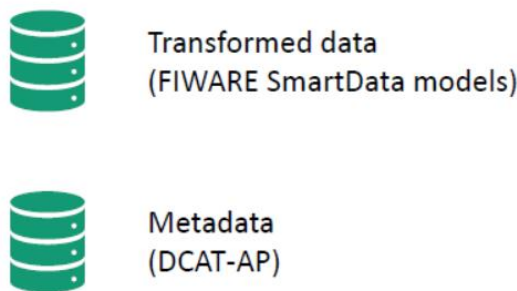 Transformed data
(FIWARE SmartData models)
Metadata
(DCAT-AP)